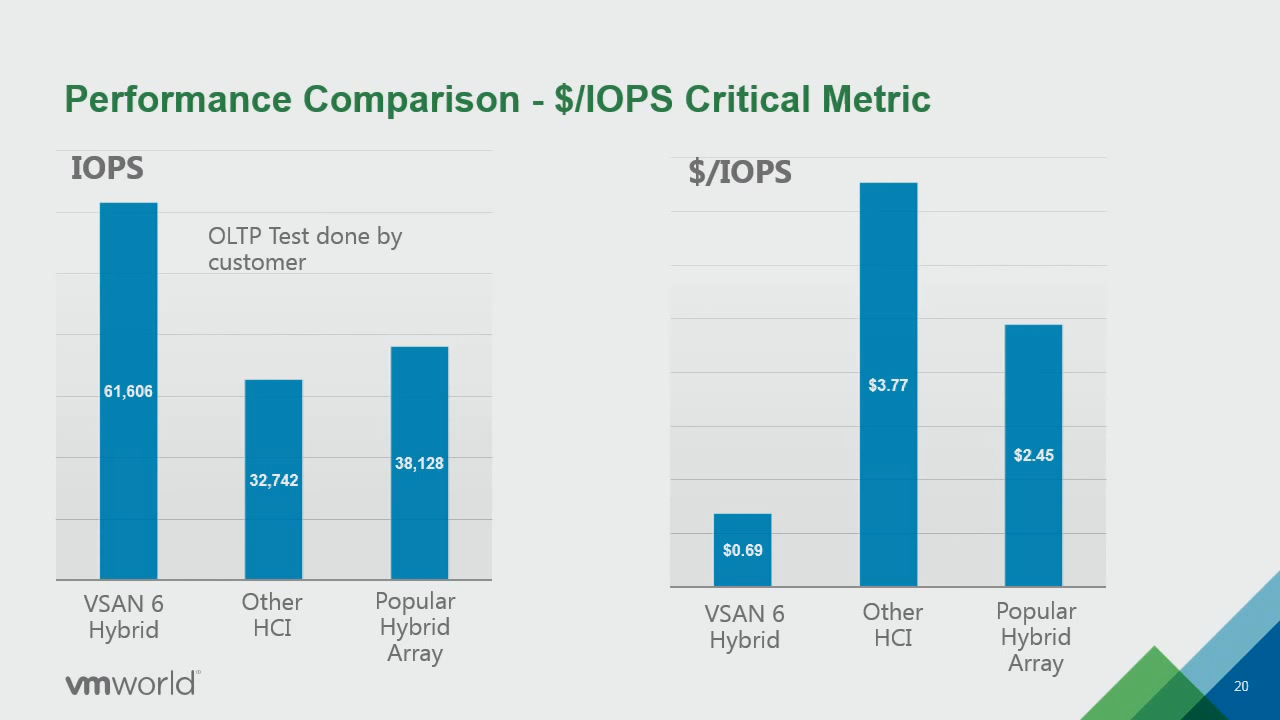 Performance Comparison - $/IOPS Critical Metric
IOPS
OLTP Test done by
customer
61,606
32,742
38,128
VSAN 6
Hybrid
Other
HCI
Popular
Hybrid
Array
$/IOPS
$0.69
$3.77
$2.45
VSAN 6
Hybrid
Other
HCI
Popular
Hybrid
Array
vmworld®
20